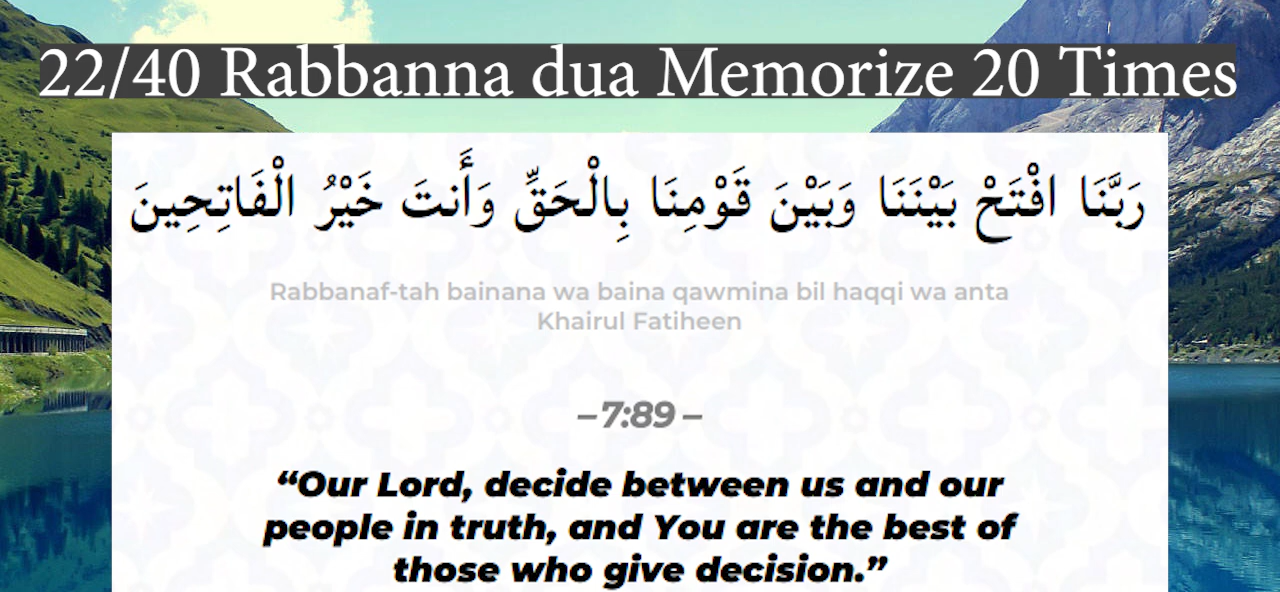 22/40 Rabbanna dua Memorize 20 Times
رَبَّنَا افْتَحْ بَيْنَنَا وَبَيْنَ قَوْمِنَا بِالْحَقِّ وَأَنتَ خَيْرُ الْفَاتِحِينَ
Rabbanaf-tah bainana wa baina qawmina bil haqqi wa anta
Khairul Fatiheen
– 7:89 –
“Our Lord, decide between us and our
people in truth, and You are the best of
those who give decision.”